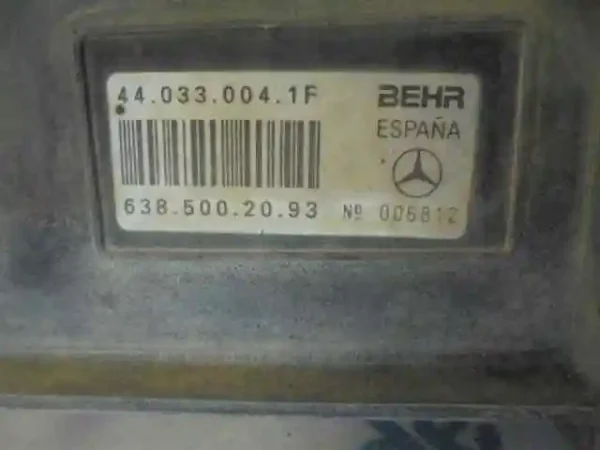 44.033.004.1F
BEHR
ESPAÑA
638.500.20.93
Nº 006812